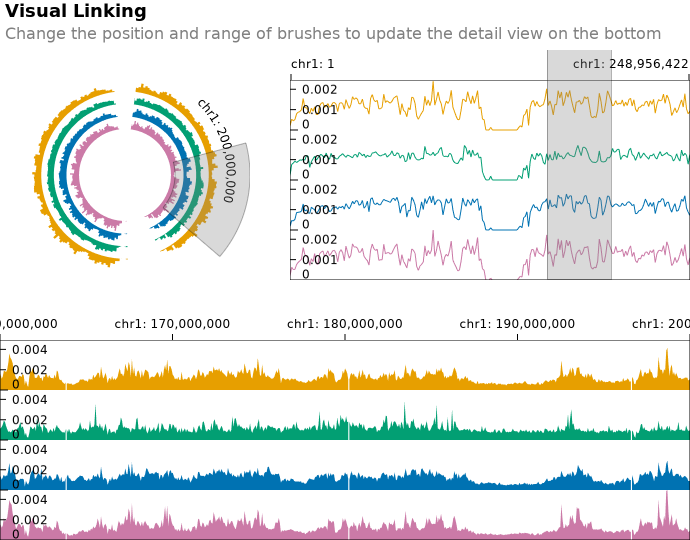 Visual Linking
Change the position and range of brushes to update the detail view on the bottom
chr1: 1
chr1: 248,956,422
chr1: 200,000,000
0.002
0.001
0
0.002
0.001
0
0.002
0.001
0
0.002
0.001
0
0,000,000
chr1: 170,000,000
chr1: 180,000,000
chr1: 190,000,000
chr1: 200
0.004
0.002
0
0.004
0.002
0
0.004
0.002
0
0.004
0.002
0